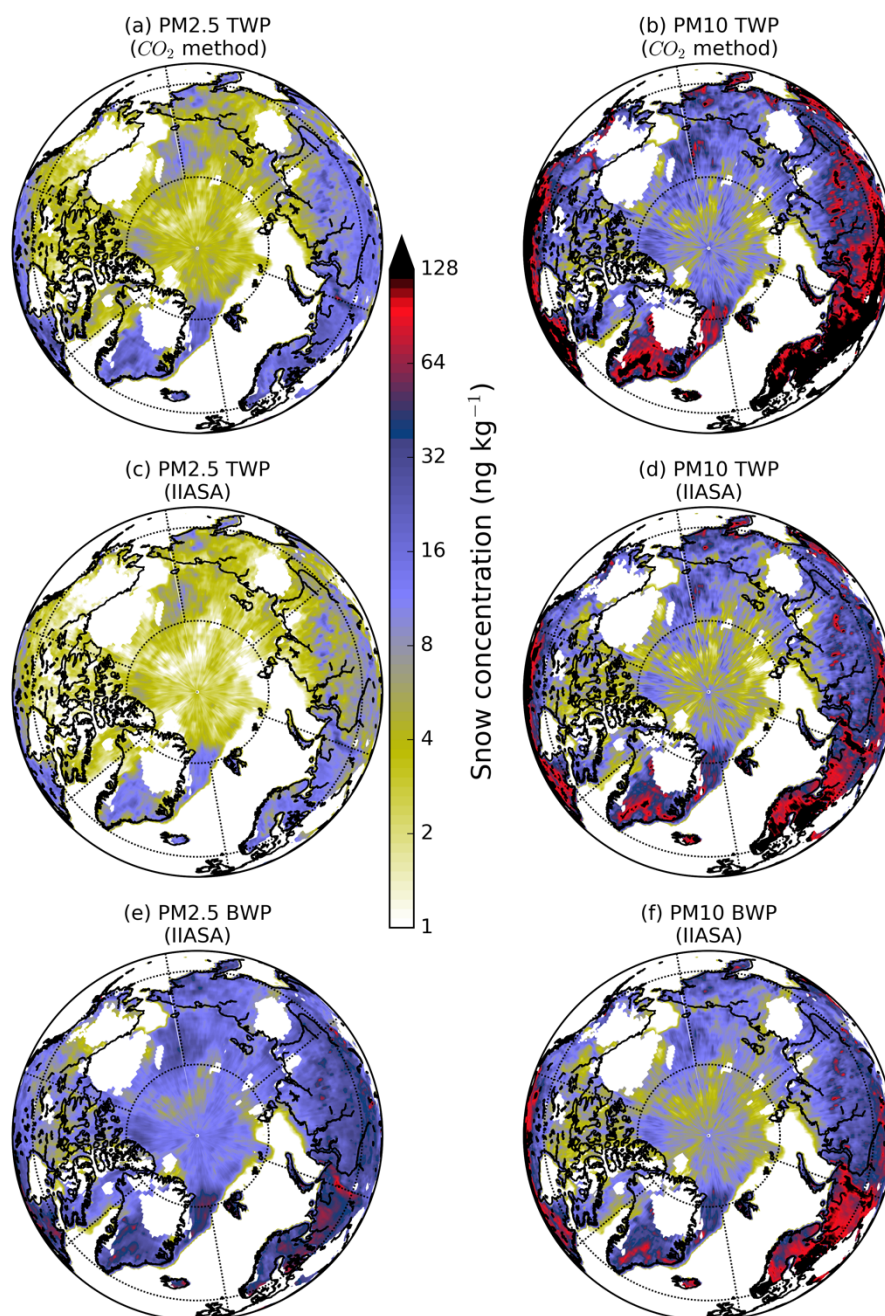 (a) PM2.5 TWP
(CO₂ method)
(b) PM10 TWP
(CO₂ method)
128
64
32
16
8
4
2
1
Snow concentration (ng kg⁻¹)
(c) PM2.5 TWP
(IIASA)
(d) PM10 TWP
(IIASA)
(e) PM2.5 BWP
(IIASA)
(f) PM10 BWP
(IIASA)